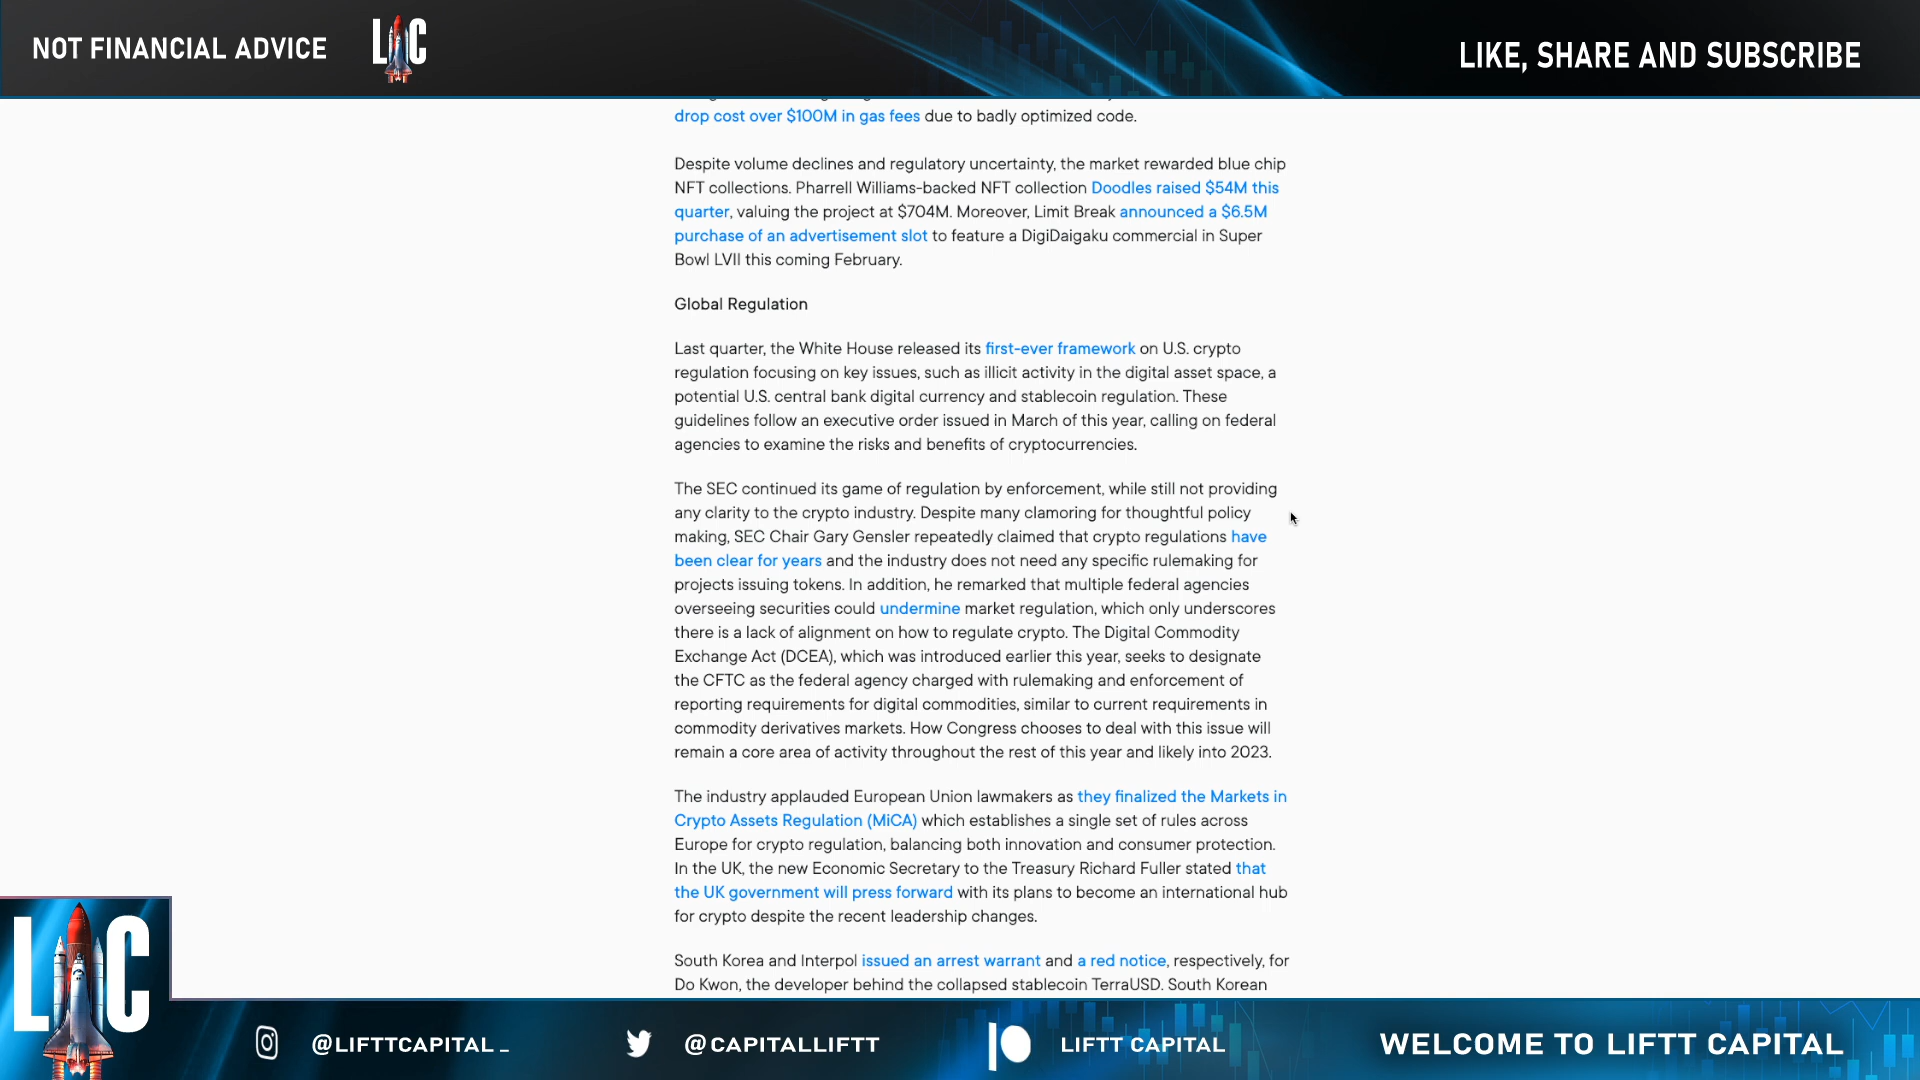 NOT FINANCIAL ADVICE
LC
LIKE, SHARE AND SUBSCRIBE
drop cost over $100M in gas fees due to badly optimized code.
Despite volume declines and regulatory uncertainty, the market rewarded blue chip
NFT collections. Pharrell Williams-backed NFT collection Doodles raised $54M this
quarter, valuing the project at $704M. Moreover, Limit Break announced a $6.5M
purchase of an advertisement slot to feature a DigiDaigaku commercial in Super
Bowl LVII this coming February.
Global Regulation
Last quarter, the White House released its first-ever framework on U.S. crypto
regulation focusing on key issues, such as illicit activity in the digital asset space, a
potential U.S. central bank digital currency and stablecoin regulation. These
guidelines follow an executive order issued in March of this year, calling on federal
agencies to examine the risks and benefits of cryptocurrencies.
The SEC continued its game of regulation by enforcement, while still not providing
any clarity to the crypto industry. Despite many clamoring for thoughtful policy
making, SEC Chair Gary Gensler repeatedly claimed that crypto regulations have
been clear for years and the industry does not need any specific rulemaking for
projects issuing tokens. In addition, he remarked that multiple federal agencies
overseeing securities could undermine market regulation, which only underscores
there is a lack of alignment on how to regulate crypto. The Digital Commodity
Exchange Act (DCEA), which was introduced earlier this year, seeks to designate
the CFTC as the federal agency charged with rulemaking and enforcement of
reporting requirements for digital commodities, similar to current requirements in
commodity derivatives markets. How Congress chooses to deal with this issue will
remain a core area of activity throughout the rest of this year and likely into 2023.
The industry applauded European Union lawmakers as they finalized the Markets in
Crypto Assets Regulation (MiCA) which establishes a single set of rules across
Europe for crypto regulation, balancing both innovation and consumer protection.
In the UK, the new Economic Secretary to the Treasury Richard Fuller stated that
the UK government will press forward with its plans to become an international hub
for crypto despite the recent leadership changes.
South Korea and Interpol issued an arrest warrant and a red notice, respectively, for
Do Kwon, the developer behind the collapsed stablecoin TerraUSD. South Korean
LC
@LIFTTCAPITAL_
@CAPITALLIFTT
LIFTT CAPITAL
WELCOME TO LIFTT CAPITAL